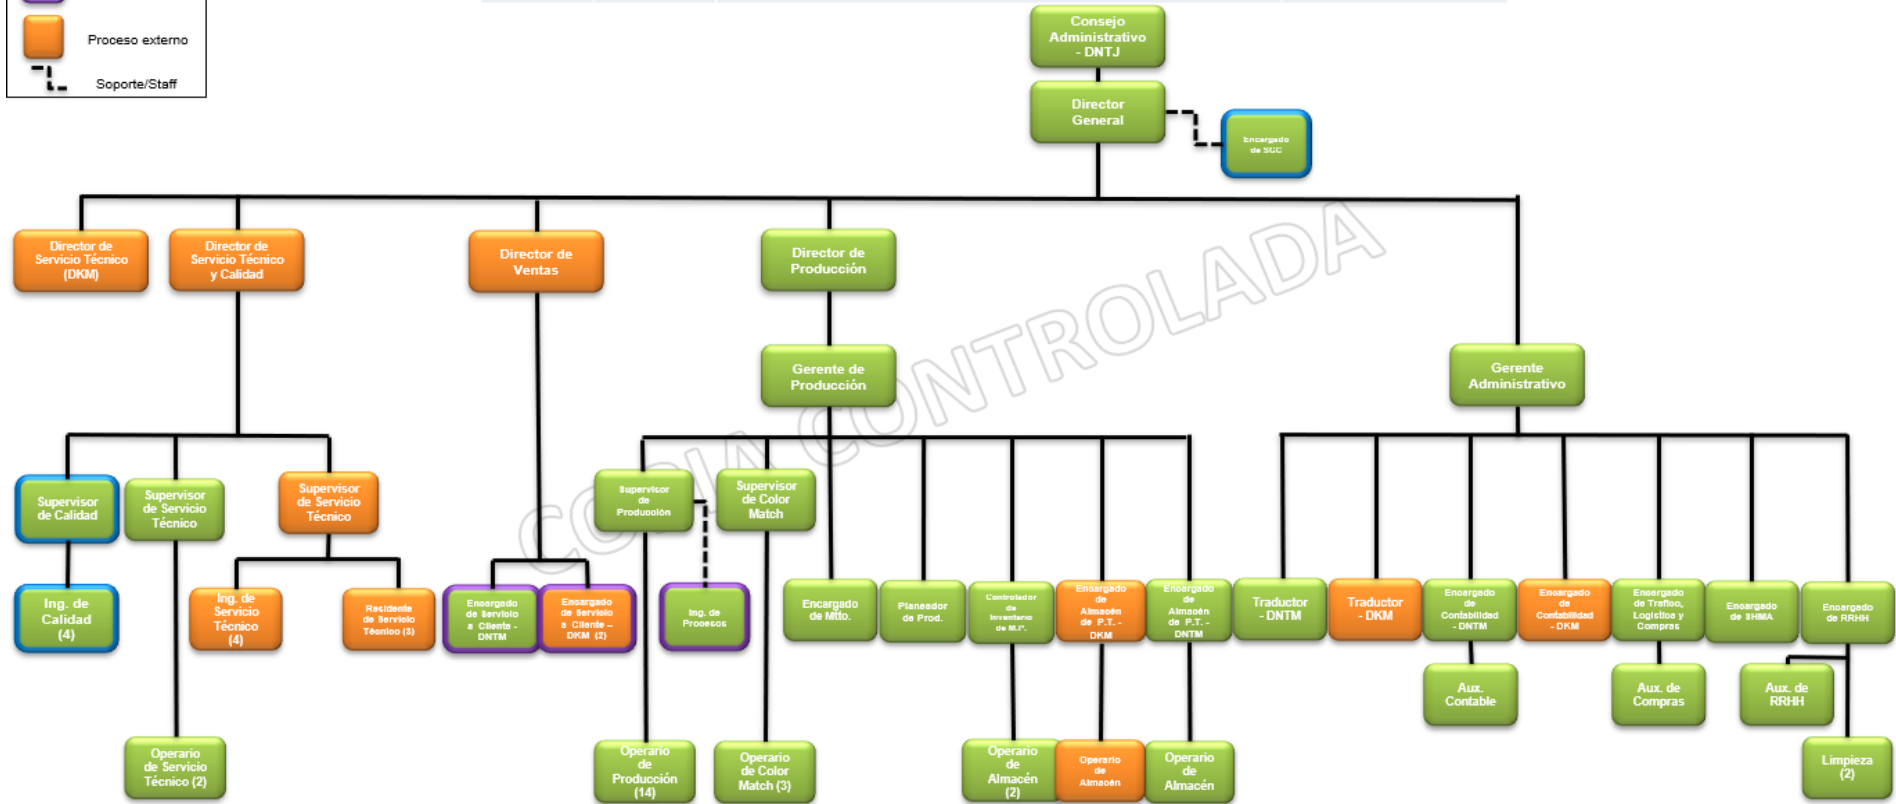 Proceso externo
Soporte/Staff
Consejo
Administrativo
- DNTJ
Director
General
Encargado
de SGC
Director de
Servicio Técnico
(DKM)
Director de
Servicio Técnico
y Calidad
Director de
Ventas
Director de
Producción
Gerente de
Producción
Gerente
Administrativo
COPIA CONTROLADA
Supervisor
de Calidad
Supervisor
de Servicio
Técnico
Supervisor
de Servicio
Técnico
Supervisor
de
Producción
Supervisor
de Color
Match
Ing. de
Calidad
(4)
Ing. de
Servicio
Técnico
(4)
Residente
de Servicio
Técnico (3)
Encargado
de Servicio
a Cliente -
DNTM
Encargado
de Servicio
a Cliente –
DKM (2)
Ing. de
Procesos
Encargado
de Mtto.
Planeador
de Prod.
Controlador
de
Inventario
de M.P.
Encargado
de
Almacén
de P.T. -
DKM
Encargado
de
Almacén
de P.T. -
DNTM
Traductor
- DNTM
Traductor
- DKM
Encargado
de
Contabilidad
- DNTM
Encargado
de
Contabilidad
- DKM
Encargado
de Trafico,
Logística y
Compras
Encargado
de SHMA
Encargado
de RRHH
Aux.
Contable
Aux. de
Compras
Aux. de
RRHH
Operario
de Servicio
Técnico (2)
Operario
de
Producción
(14)
Operario
de Color
Match (3)
Operario
de
Almacén
(2)
Operario
de
Almacén
Operario
de
Almacén
Limpieza
(2)